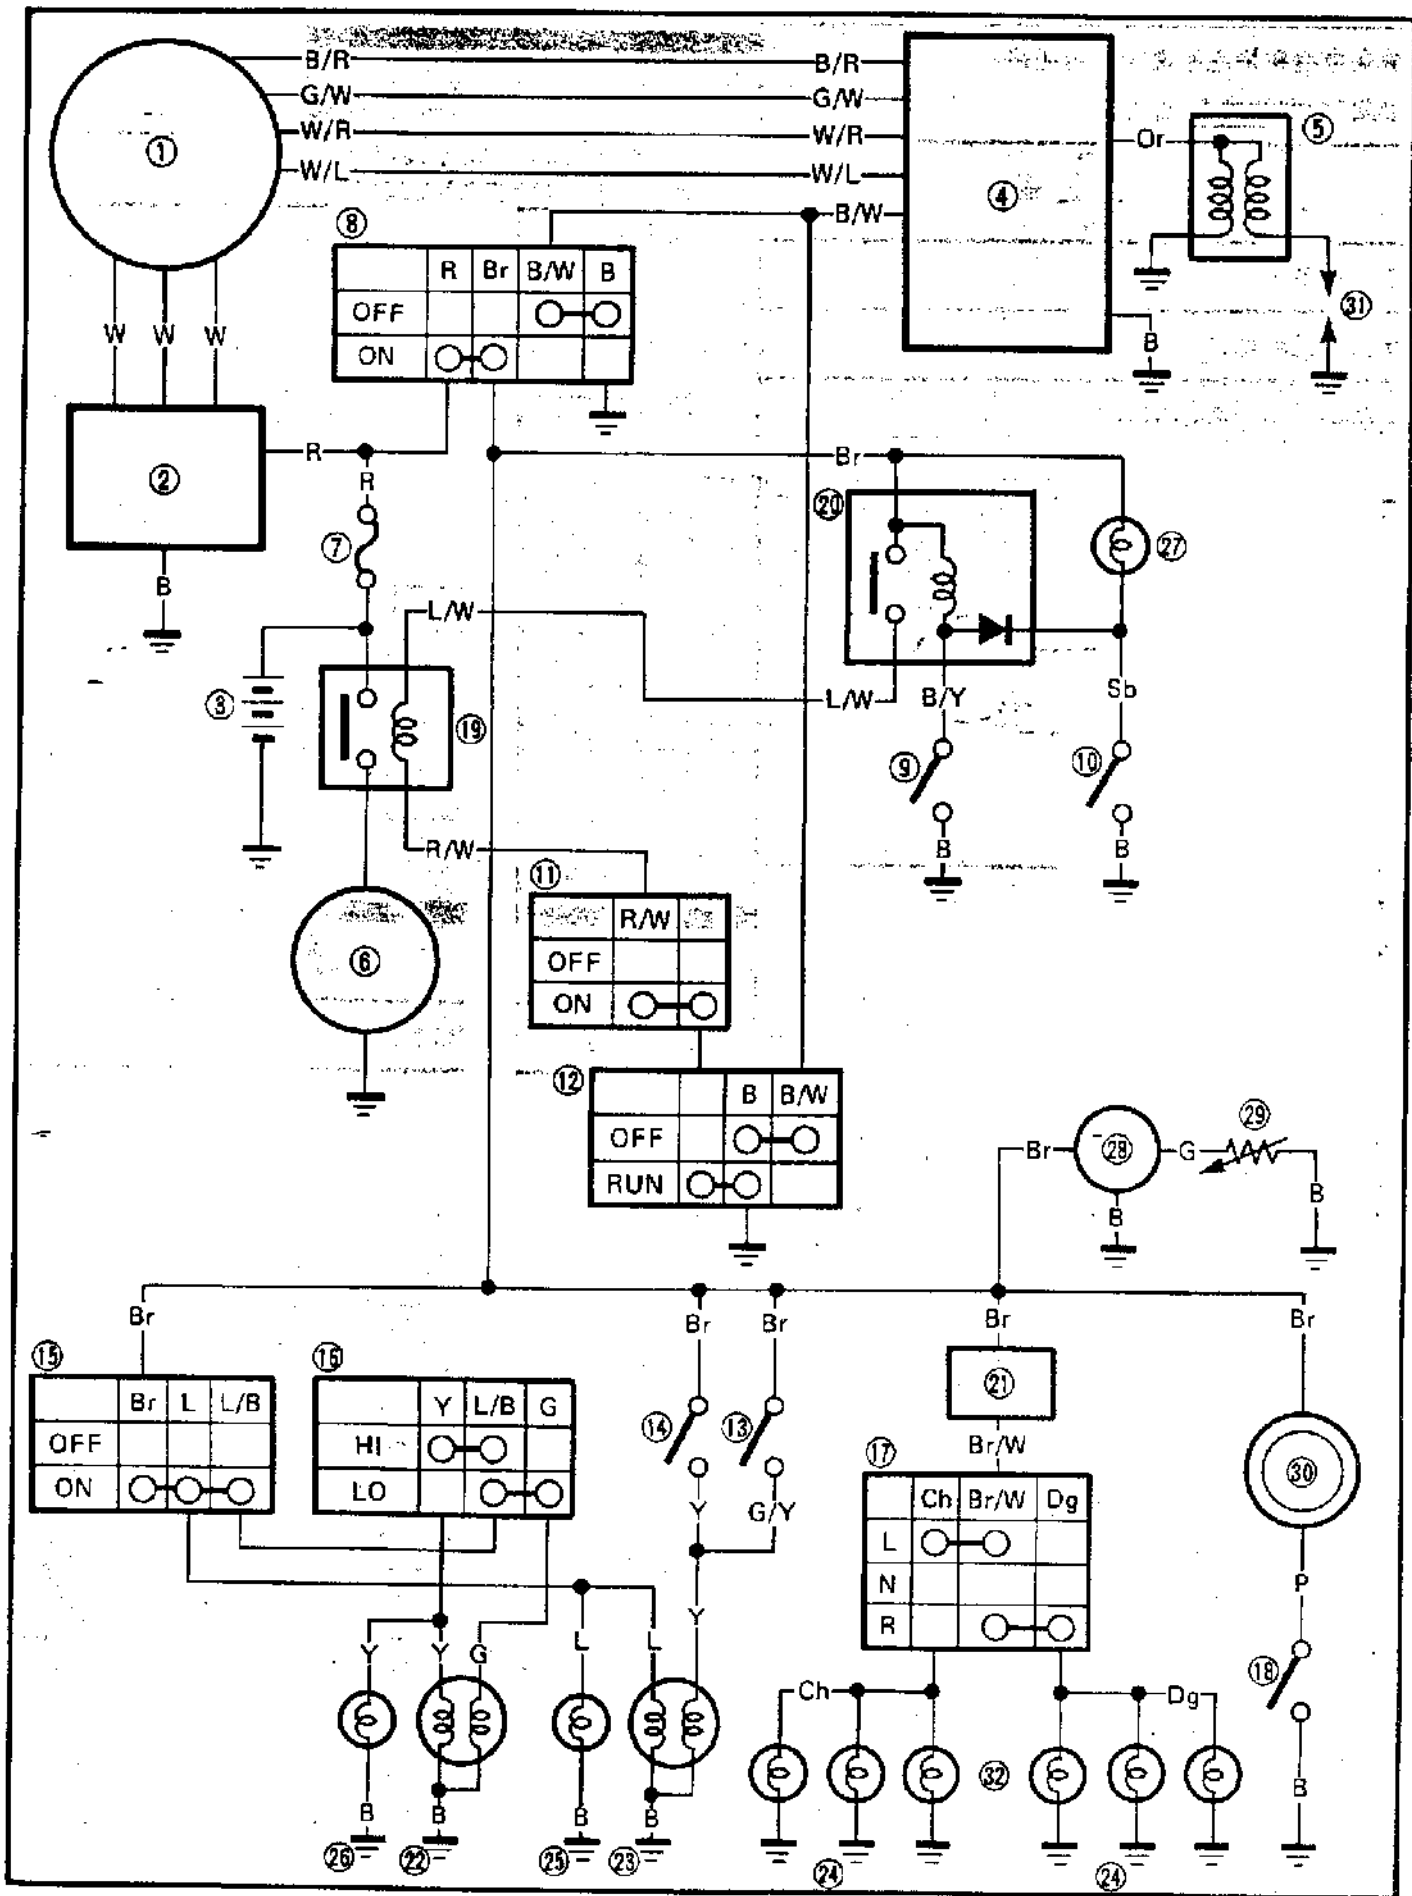 B/R B/R
G/W G/W
① W/R W/R Or ⑤
W/L W/L ④
⑧ B/W
R Br B/W B
OFF
ON
W W W B ㉛
② R Br
R ⑳
⑦ ㉗
B L/W
③ ⑲ L/W B/Y Sb
⑨ ⑩
R/W B B
⑪
R/W
⑥ OFF
ON
⑫
B B/W
OFF
RUN
Br ㉘ G ㉙
B B
Br Br Br Br Br
⑮ ⑯
Br L L/B
OFF
ON
Y L/B G
HI
LO
⑭ ⑬ ㉑ ㉚
Y G/Y Br/W
⑰
Ch Br/W Dg
L
N
R
P
Y Y G L L Y
⑱
Ch Dg
㉜
B B B B B
㉖ ㉒ ㉕ ㉓ ㉔ ㉔